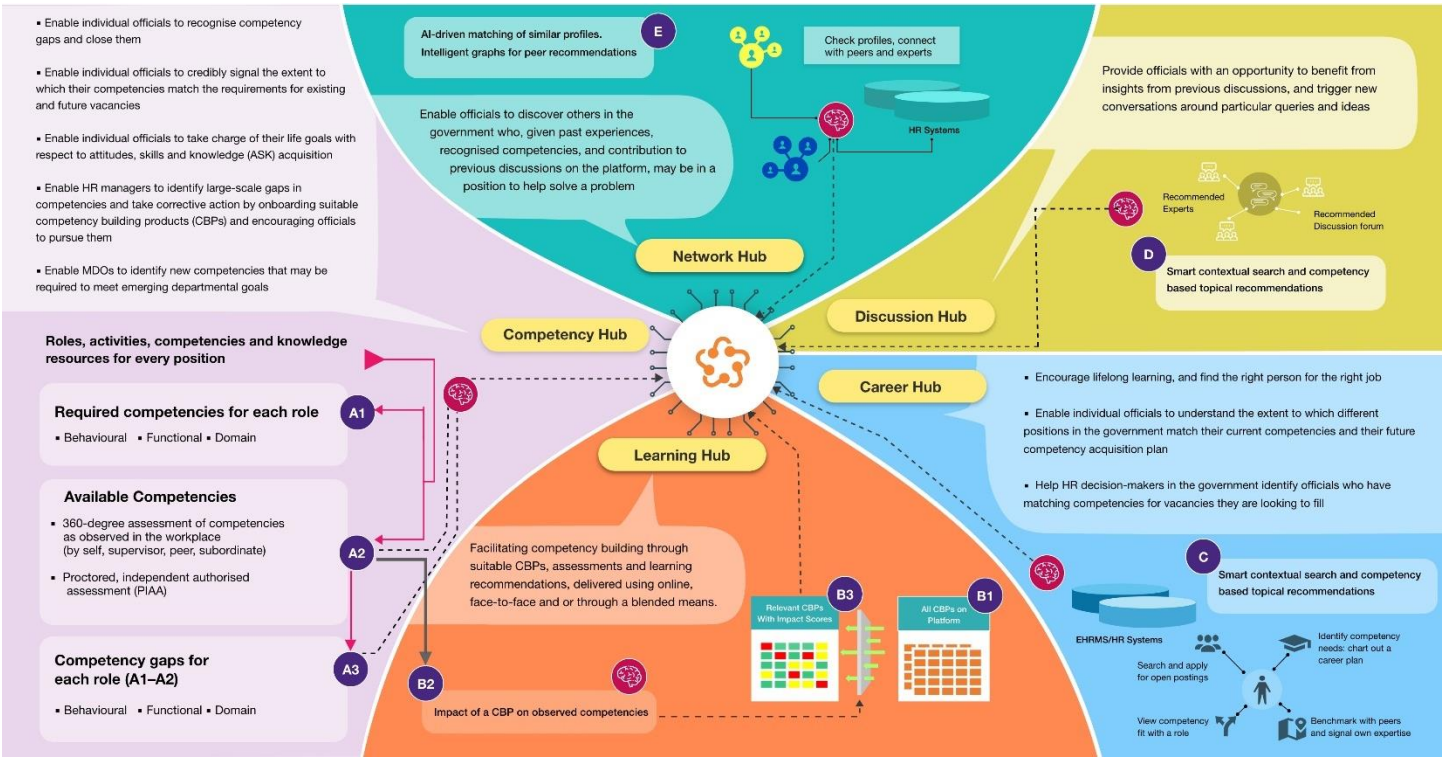 ▪ Enable individual officials to recognise competency
gaps and close them
▪ Enable individual officials to credibly signal the extent to
which their competencies match the requirements for existing
and future vacancies
▪ Enable individual officials to take charge of their life goals with
respect to attitudes, skills and knowledge (ASK) acquisition
▪ Enable HR managers to identify large-scale gaps in
competencies and take corrective action by onboarding suitable
competency building products (CBPs) and encouraging officials
to pursue them
▪ Enable MDOs to identify new competencies that may be
required to meet emerging departmental goals
Competency Hub
Roles, activities, competencies and knowledge
resources for every position
Required competencies for each role
A1
▪ Behavioural ▪ Functional ▪ Domain
Available Competencies
▪ 360-degree assessment of competencies
as observed in the workplace
(by self, supervisor, peer, subordinate)
A2
▪ Proctored, independent authorised
assessment (PIAA)
Competency gaps for
each role (A1–A2)
A3
▪ Behavioural ▪ Functional ▪ Domain
AI-driven matching of similar profiles.
Intelligent graphs for peer recommendations
E
Check profiles, connect
with peers and experts
HR Systems
Enable officials to discover others in the
government who, given past experiences,
recognised competencies, and contribution to
previous discussions on the platform, may be in a
position to help solve a problem
Network Hub
Provide officials with an opportunity to benefit from
insights from previous discussions, and trigger new
conversations around particular queries and ideas
Recommended
Experts
Recommended
Discussion forum
D
Smart contextual search and competency
based topical recommendations
Discussion Hub
Career Hub
▪ Encourage lifelong learning, and find the right person for the right job
▪ Enable individual officials to understand the extent to which different
positions in the government match their current competencies and their future
competency acquisition plan
▪ Help HR decision-makers in the government identify officials who have
matching competencies for vacancies they are looking to fill
C
Smart contextual search and competency
based topical recommendations
EHRMS/HR Systems
Search and apply
for open postings
Identify competency
needs: chart out a
career plan
View competency
fit with a role
Benchmark with peers
and signal own expertise
Learning Hub
Facilitating competency building through
suitable CBPs, assessments and learning
recommendations, delivered using online,
face-to-face and or through a blended means.
Relevant CBPs
With Impact Scores
B3
All CBPs on
Platform
B1
B2
Impact of a CBP on observed competencies